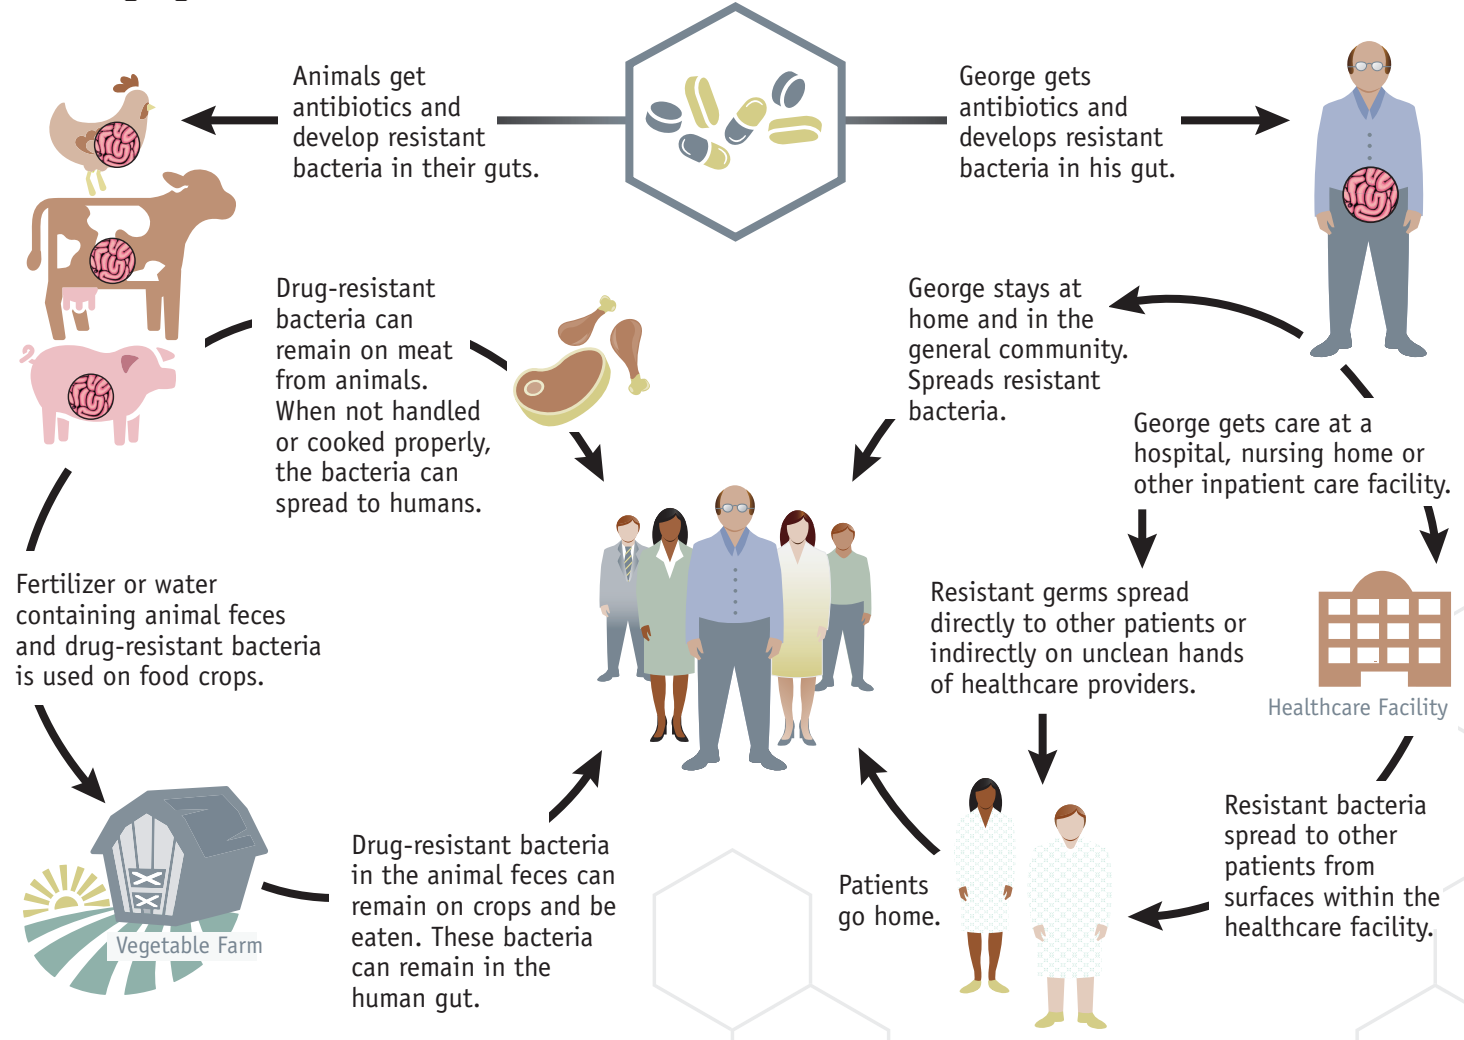 Animals get
antibiotics and
develop resistant
bacteria in their guts.
George gets
antibiotics and
develops resistant
bacteria in his gut.
Drug-resistant
bacteria can
remain on meat
from animals.
When not handled
or cooked properly,
the bacteria can
spread to humans.
George stays at
home and in the
general community.
Spreads resistant
bacteria.
George gets care at a
hospital, nursing home or
other inpatient care facility.
Fertilizer or water
containing animal feces
and drug-resistant bacteria
is used on food crops.
Resistant germs spread
directly to other patients or
indirectly on unclean hands
of healthcare providers.
Healthcare Facility
Vegetable Farm
Drug-resistant bacteria
in the animal feces can
remain on crops and be
eaten. These bacteria
can remain in the
human gut.
Patients
go home.
Resistant bacteria
spread to other
patients from
surfaces within the
healthcare facility.